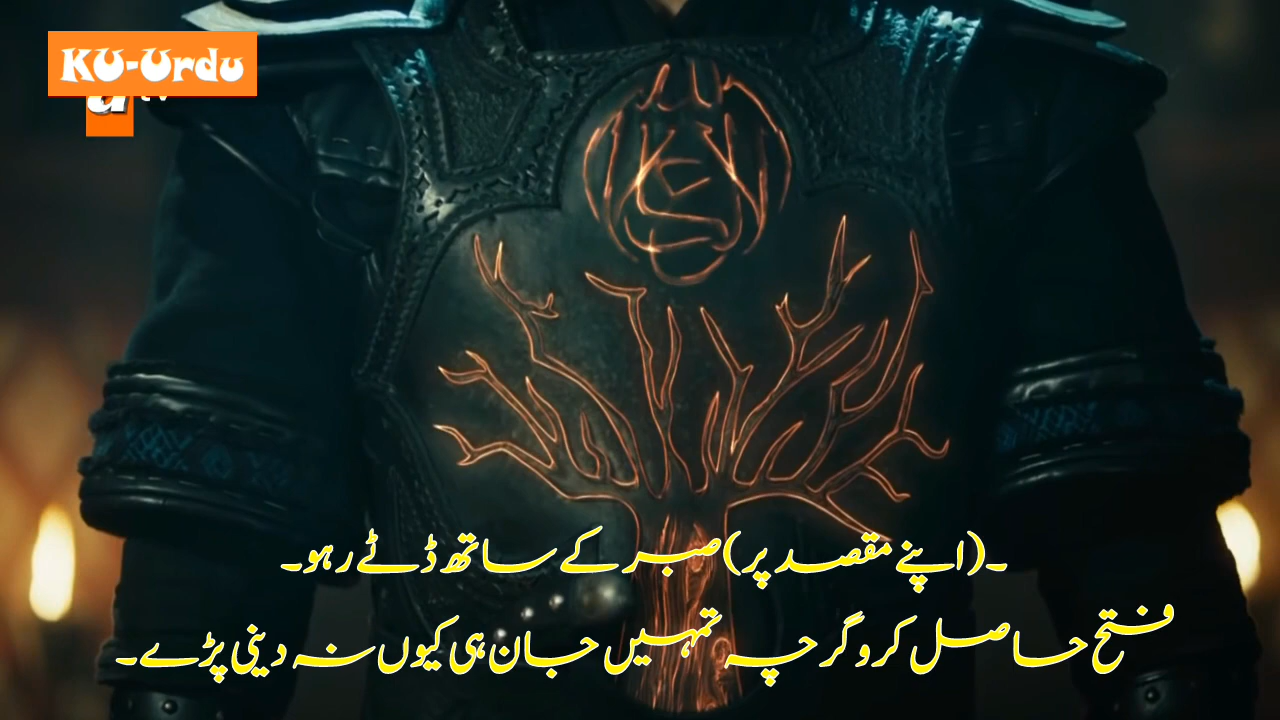 KU-Urdu
a tv
۔(اپنے مقصد پر) صبر کے ساتھ ڈٹے رہو۔
فتح حاصل کرو گرچہ تمہیں جان ہی کیوں نہ دینی پڑے۔